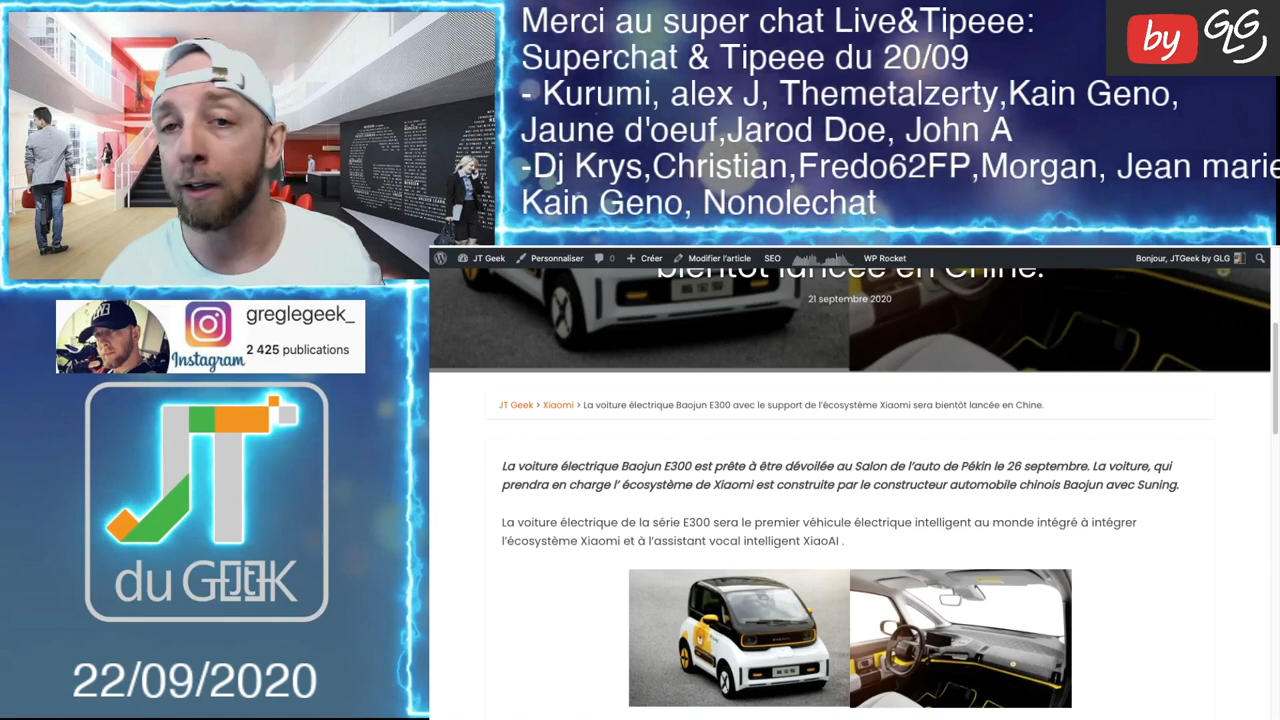 Merci au super chat Live&Tipeee:
Superchat & Tipeee du 20/09
- Kurumi, alex J, Themetalzerty,Kain Geno,
Jaune d'oeuf,Jarod Doe, John A
-Dj Krys,Christian,Fredo62FP,Morgan, Jean marie
Kain Geno, Nonolechat
by GLG
JT Geek Personnaliser 0 Créer Modifier l'article SEO WP Rocket Bonjour, JTGeek by GLG
bientôt lancée en Chine.
21 septembre 2020
greglegeek_
2 425 publications
Instagram
JT Geek > Xiaomi > La voiture électrique Baojun E300 avec le support de l'écosystème Xiaomi sera bientôt lancée en Chine.
La voiture électrique Baojun E300 est prête à être dévoilée au Salon de l'auto de Pékin le 26 septembre. La voiture, qui
prendra en charge l' écosystème de Xiaomi est construite par le constructeur automobile chinois Baojun avec Suning.
La voiture électrique de la série E300 sera le premier véhicule électrique intelligent au monde intégré à intégrer
l'écosystème Xiaomi et à l'assistant vocal intelligent XiaoAI .
JT
du GEEK
22/09/2020